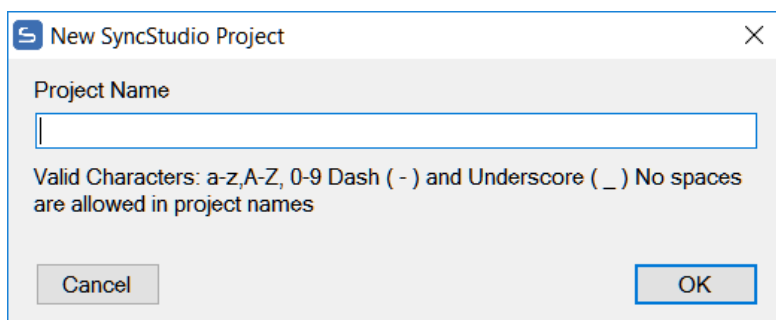 New SyncStudio Project
Project Name
Valid Characters: a-z,A-Z, 0-9 Dash ( - ) and Underscore ( _ ) No spaces
are allowed in project names
Cancel
OK